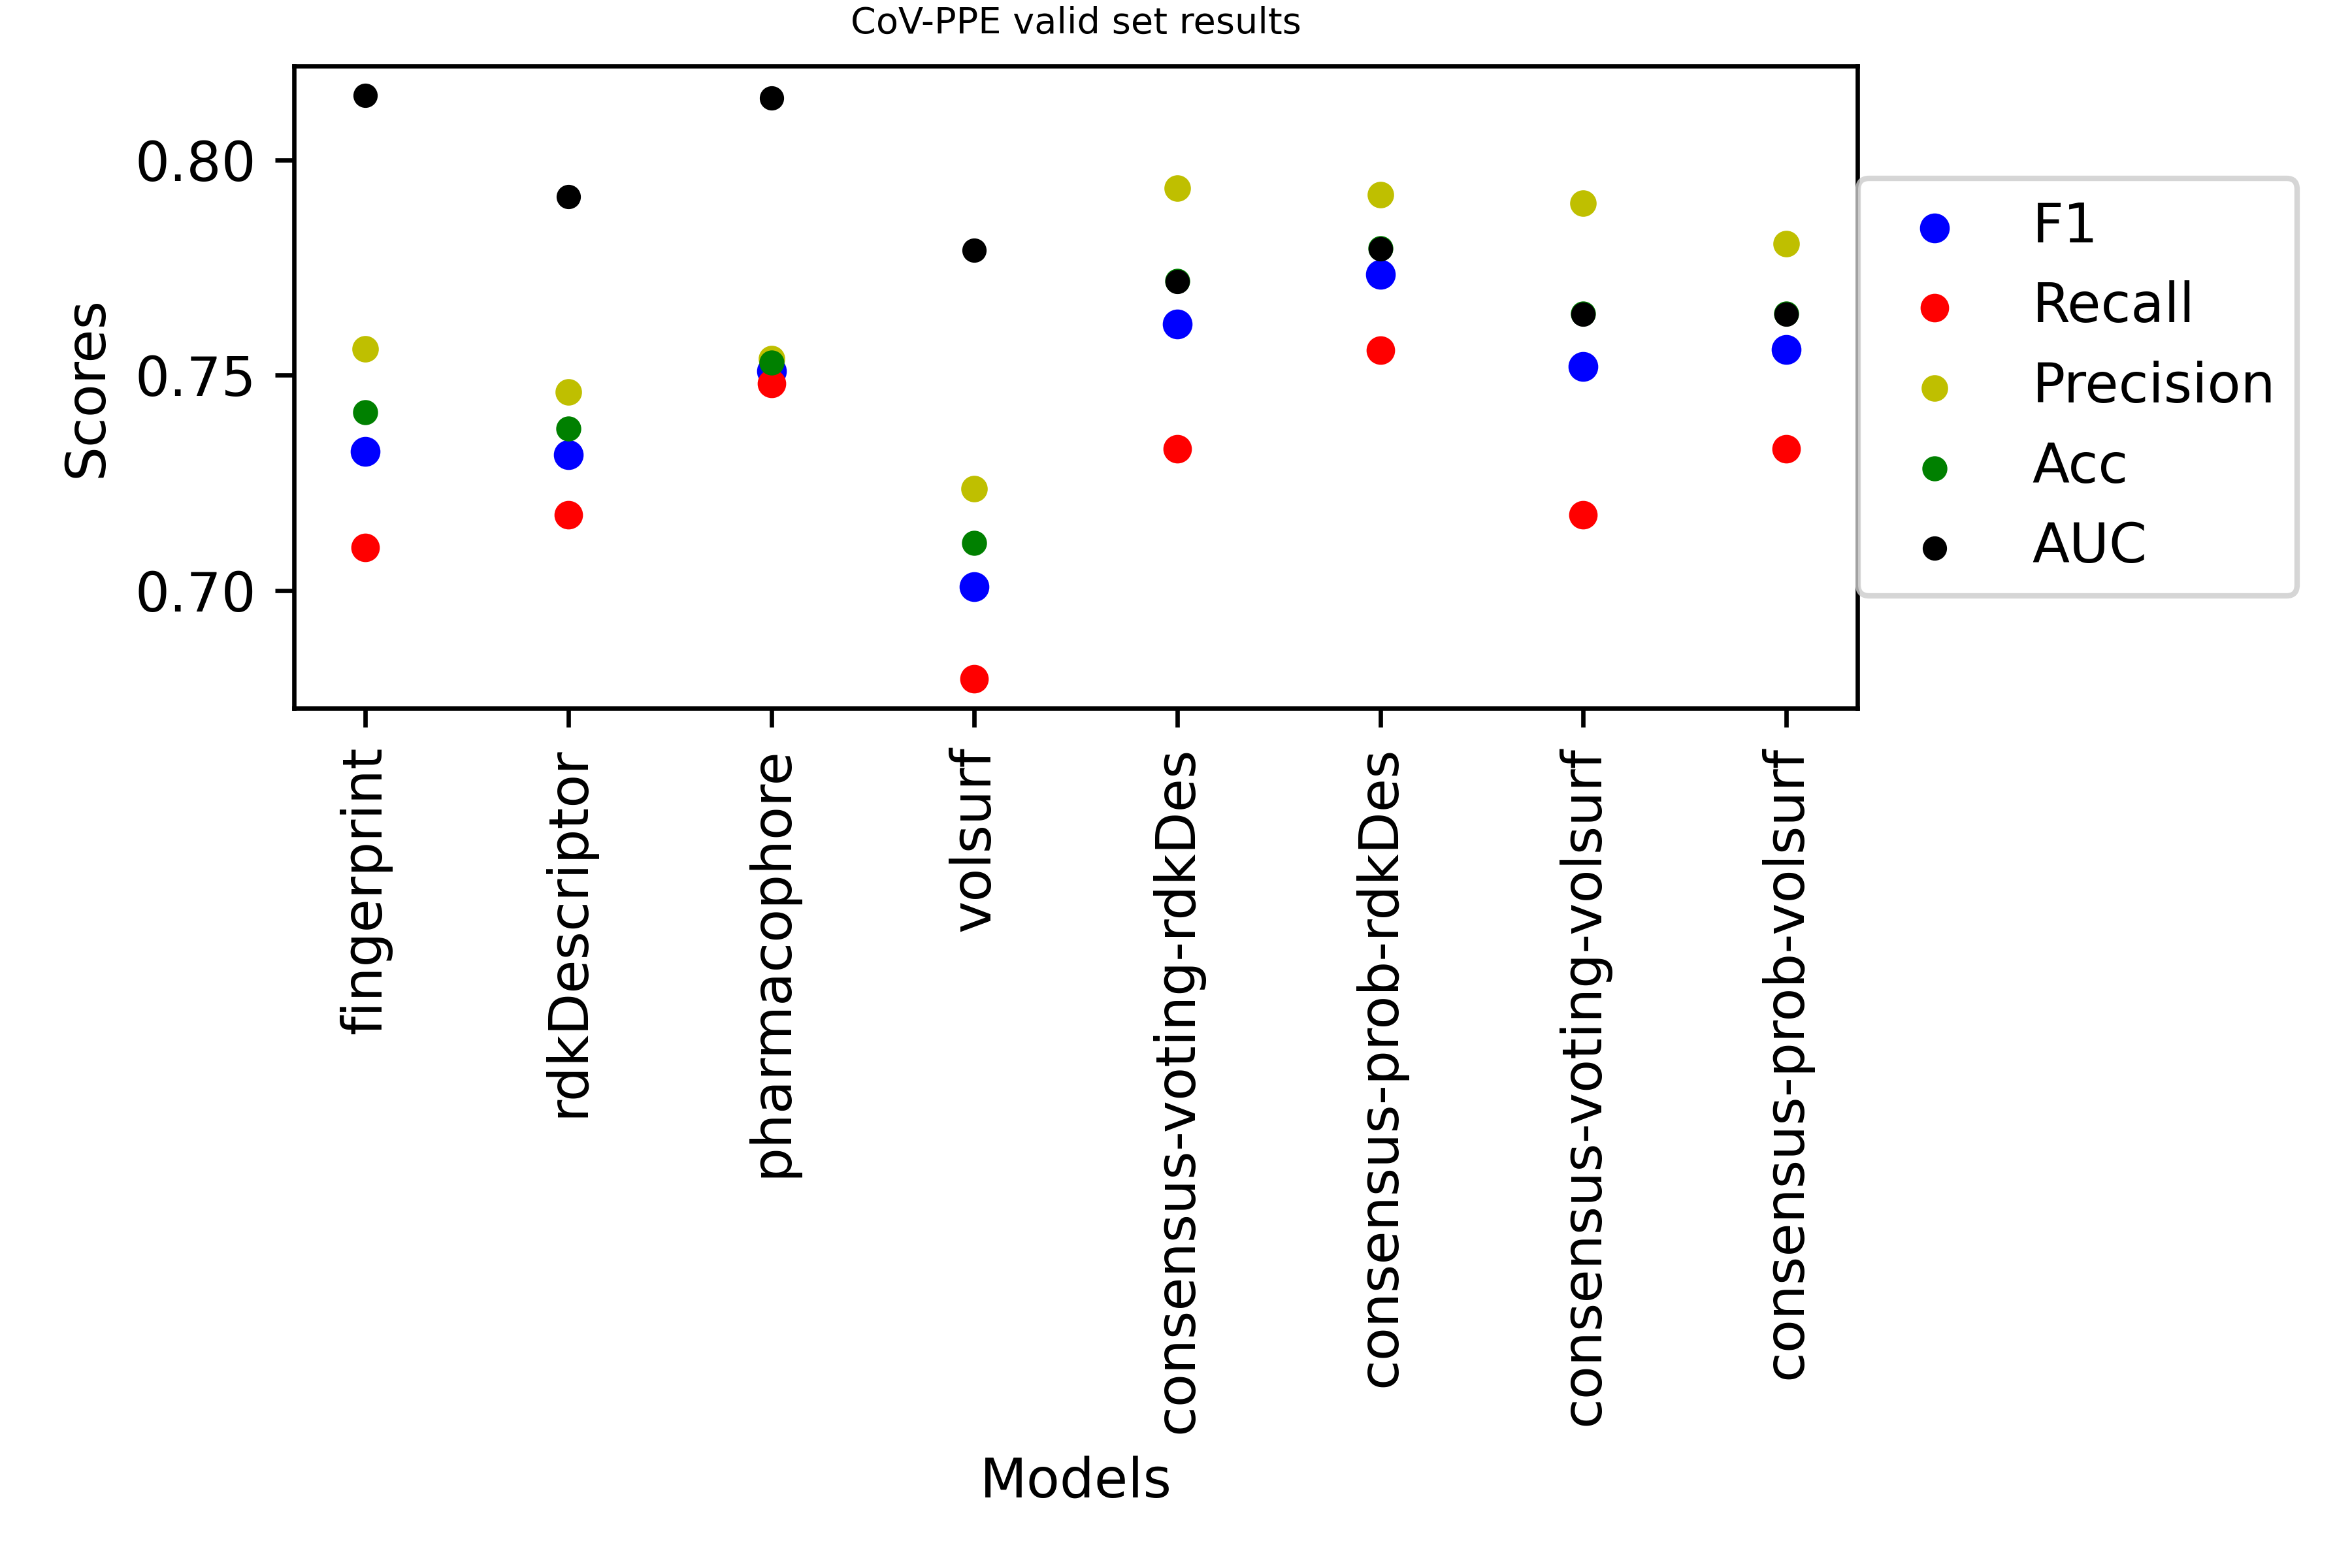 CoV-PPE valid set results
Scores
0.80
0.75
0.70
F1
Recall
Precision
Acc
AUC
fingerprint
rdkDescriptor
pharmacophore
volsurf
consensus-voting-rdkDes
consensus-prob-rdkDes
consensus-voting-volsurf
consensus-prob-volsurf
Models